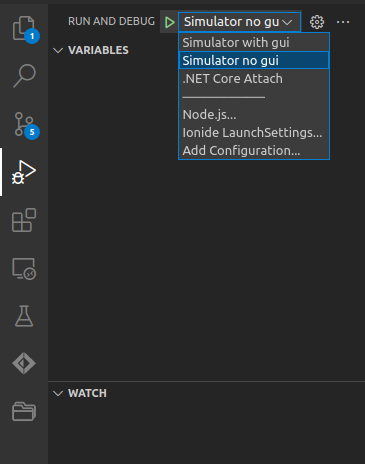 RUN AND DEBUG Simulator no gu ...
1
VARIABLES
Simulator with gui
Simulator no gui
.NET Core Attach
Node.js...
5
Ionide LaunchSettings...
Add Configuration...
WATCH